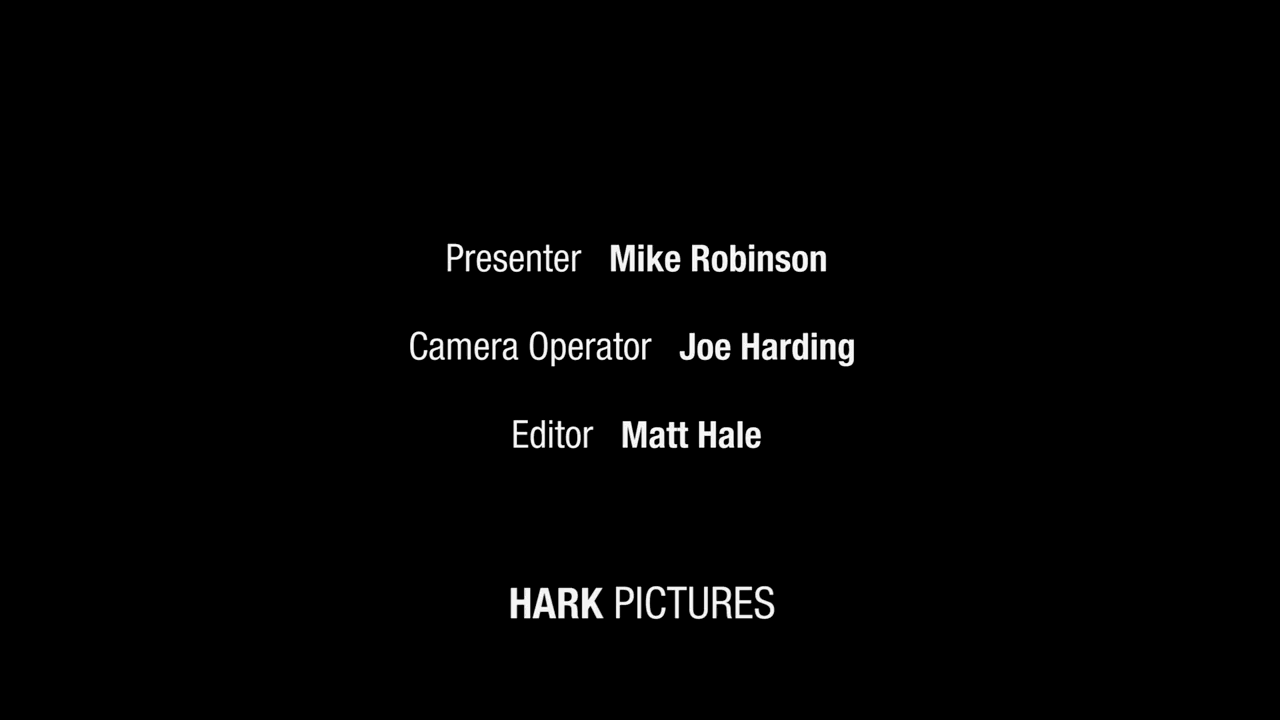 Presenter Mike Robinson
Camera Operator Joe Harding
Editor Matt Hale
HARK PICTURES